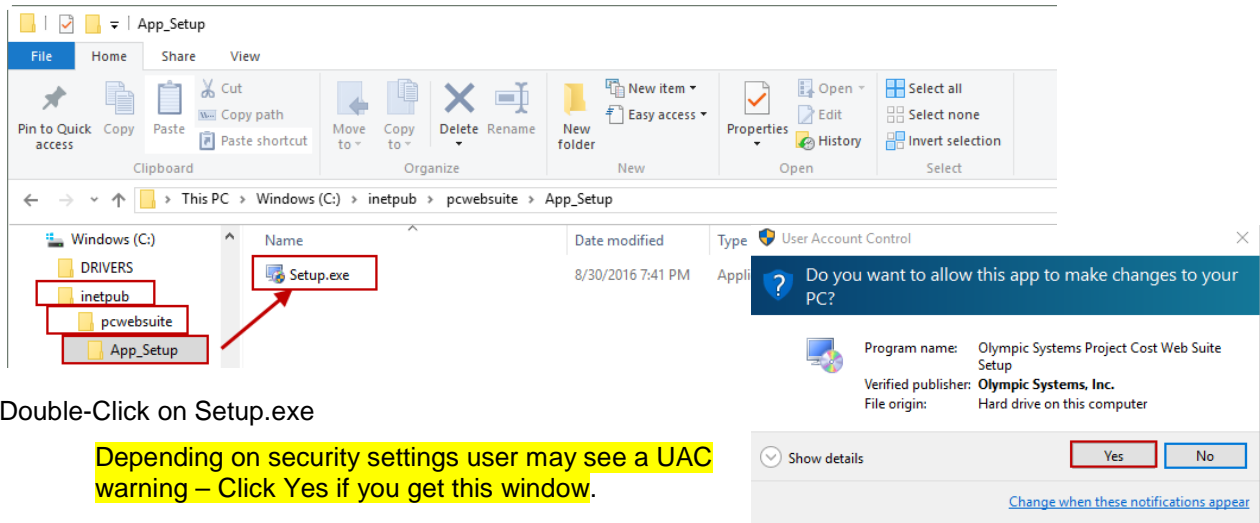 App_Setup
File Home Share View
Pin to Quick access
Copy
Paste
Cut
Copy path
Paste shortcut
Move to
Copy to
Delete
Rename
New folder
New item
Easy access
Properties
Open
Edit
History
Select all
Select none
Invert selection
Clipboard Organize New Open Select
This PC > Windows (C:) > inetpub > pcwebsuite > App_Setup
Windows (C:)
DRIVERS
inetpub
pcwebsuite
App_Setup
Name Date modified Type
Setup.exe 8/30/2016 7:41 PM Appli
User Account Control
Do you want to allow this app to make changes to your
PC?
Program name: Olympic Systems Project Cost Web Suite
Setup
Verified publisher: Olympic Systems, Inc.
File origin: Hard drive on this computer
Show details Yes No
Change when these notifications appear
Double-Click on Setup.exe
Depending on security settings user may see a UAC
warning – Click Yes if you get this window.